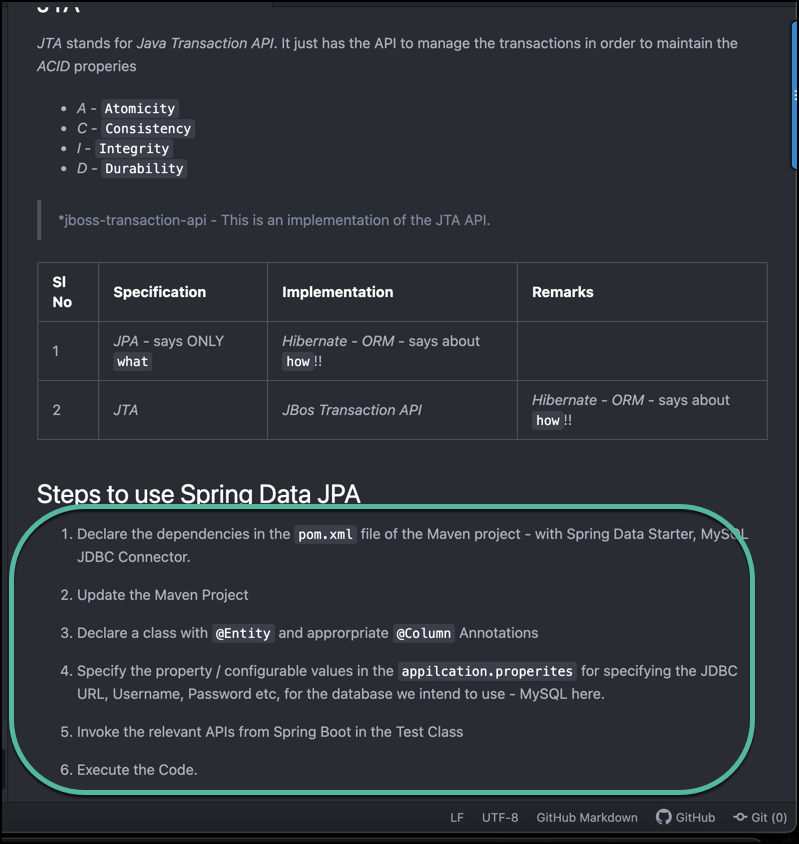 JTA
JTA stands for Java Transaction API. It just has the API to manage the transactions in order to maintain the
ACID properies
A - Atomicity
C - Consistency
I - Integrity
D - Durability
*jboss-transaction-api - This is an implementation of the JTA API.
Sl No Specification Implementation Remarks
1 JPA - says ONLY what Hibernate - ORM - says about how !!
2 JTA JBos Transaction API Hibernate - ORM - says about how !!
Steps to use Spring Data JPA
1. Declare the dependencies in the pom.xml file of the Maven project - with Spring Data Starter, MySQL
JDBC Connector.
2. Update the Maven Project
3. Declare a class with @Entity and approrpriate @Column Annotations
4. Specify the property / configurable values in the appilcation.properites for specifying the JDBC
URL, Username, Password etc, for the database we intend to use - MySQL here.
5. Invoke the relevant APIs from Spring Boot in the Test Class
6. Execute the Code.
LF UTF-8 GitHub Markdown GitHub Git (0)